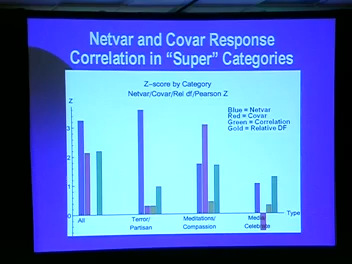 Netvar and Covar Response
Correlation in "Super" Categories
Z-score by Category
Netvar/Covar/Rel df/Pearson Z
Z
Blue = Netvar
Red = Covar
Green = Correlation
Gold = Relative DF
3
2
1
0
Type
All
Terror/
Partisan
Meditations/
Compassion
Media/
Celebrate